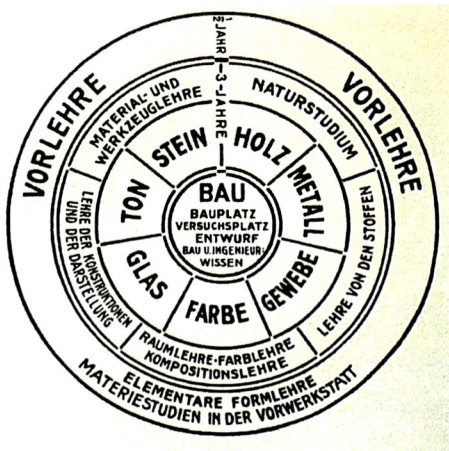 VORLEHRE
VORLEHRE
½ JAHR
3 JAHRE
MATERIAL- UND
WERKZEUGLEHRE
NATURSTUDIUM
LEHRE VON DEN STOFFEN
RAUMLEHRE·FARBLEHRE
KOMPOSITIONSLEHRE
LEHRE DER KONSTRUKTIONEN
UND DER DARSTELLUNG
STEIN
HOLZ
METALL
GEWEBE
FARBE
GLAS
TON
BAU
BAUPLATZ
VERSUCHSPLATZ
ENTWURF
BAU U. INGENIEUR-
WISSEN
ELEMENTARE FORMLEHRE
MATERIESTUDIEN IN DER VORWERKSTATT